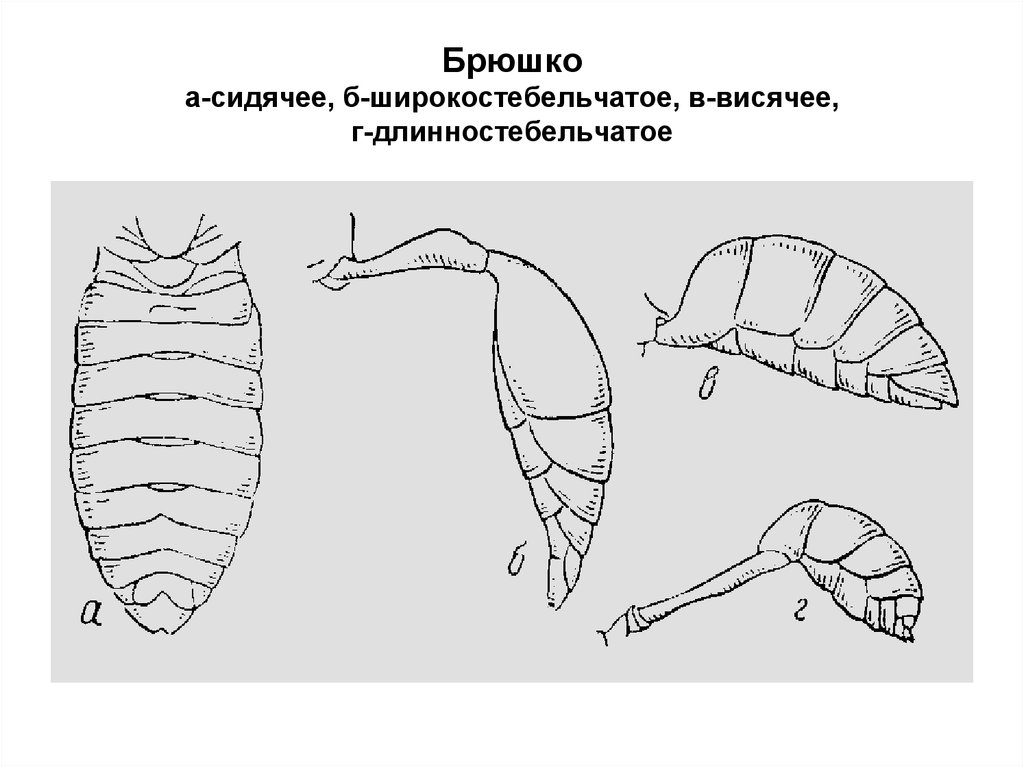 Брюшко
а-сидячее, б-широкостебельчатое, в-висячее,
г-длинностебельчатое
в
б
а
г